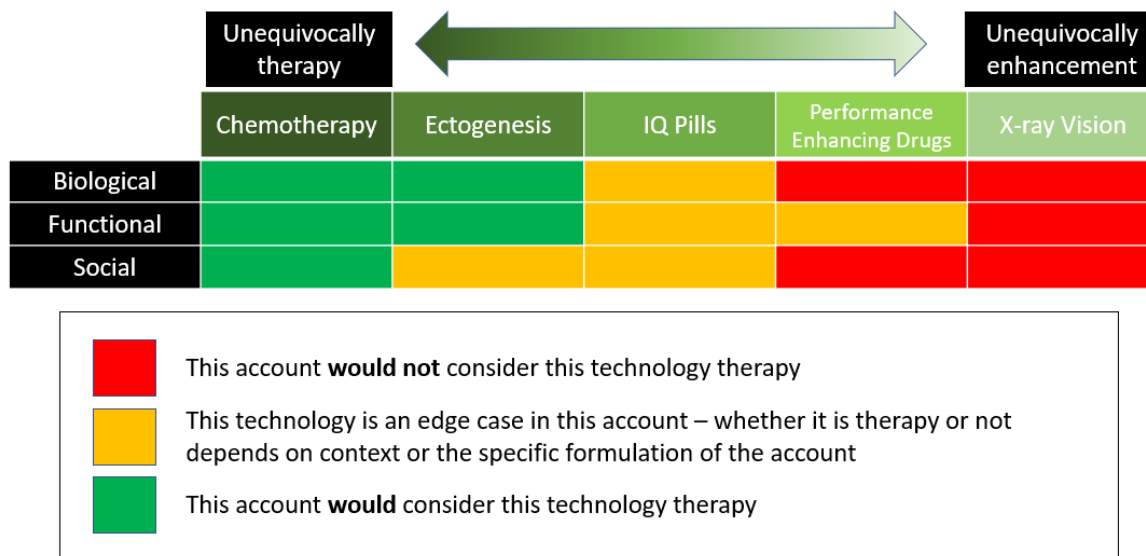 Unequivocally
therapy
Unequivocally
enhancement
Chemotherapy
Ectogenesis
IQ Pills
Performance
Enhancing Drugs
X-ray Vision
Biological
Functional
Social
This account would not consider this technology therapy
This technology is an edge case in this account – whether it is therapy or not
depends on context or the specific formulation of the account
This account would consider this technology therapy